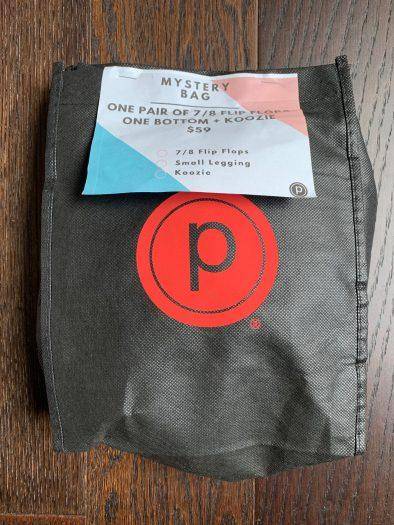 MYSTERY
BAG
ONE PAIR OF 7/8 FLIP FLOPS
ONE BOTTOM + KOOZIE
$59
7/8 Flip Flops
Small Legging
Koozie
p
p
®